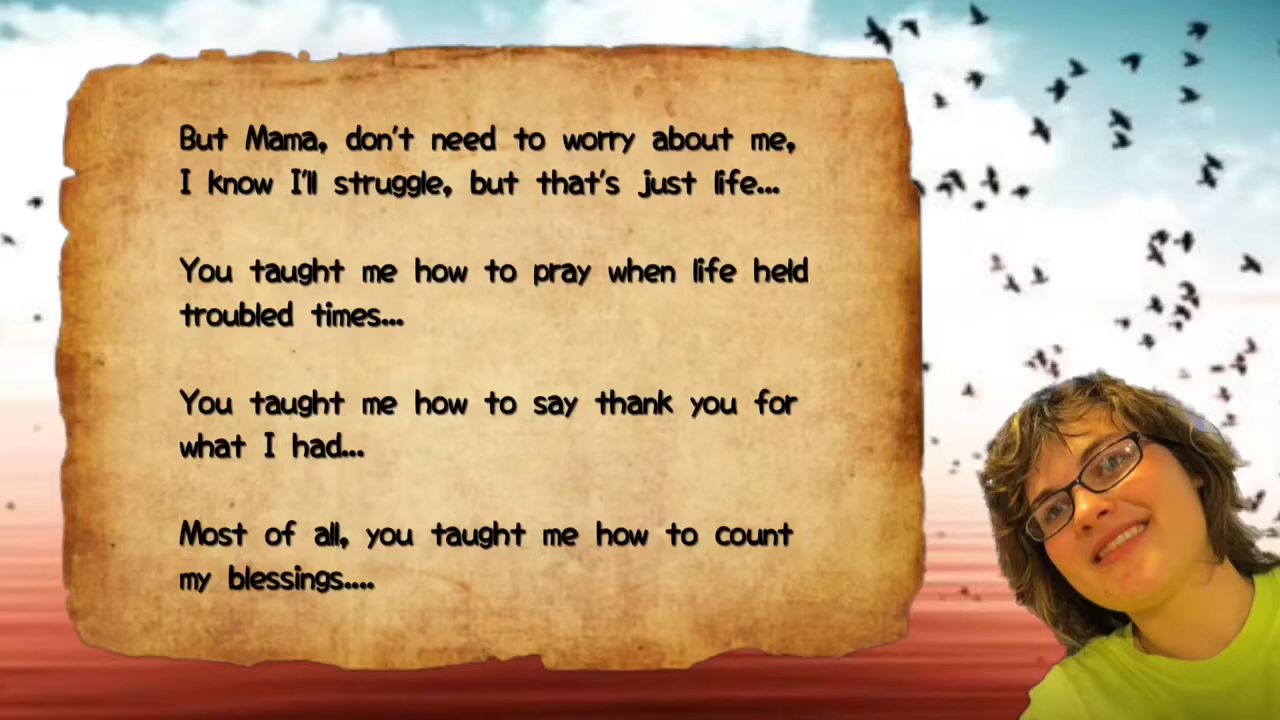 But Mama, don't need to worry about me,
I know I'll struggle, but that's just life...
You taught me how to pray when life held
troubled times...
You taught me how to say thank you for
what I had...
Most of all, you taught me how to count
my blessings....